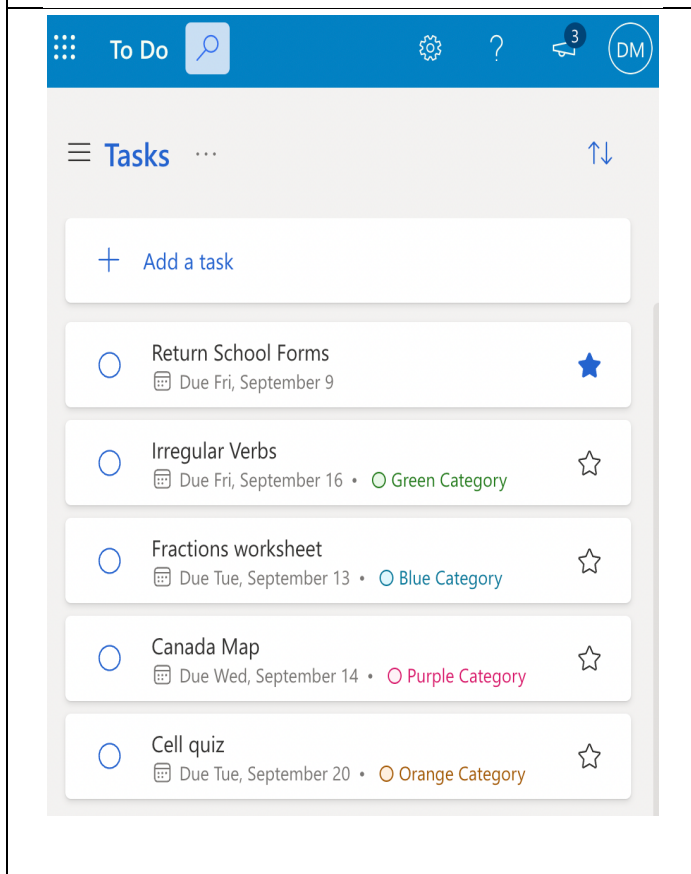 To Do
3
DM
Tasks
Add a task
Return School Forms
Due Fri, September 9
Irregular Verbs
Due Fri, September 16 • Green Category
Fractions worksheet
Due Tue, September 13 • Blue Category
Canada Map
Due Wed, September 14 • Purple Category
Cell quiz
Due Tue, September 20 • Orange Category